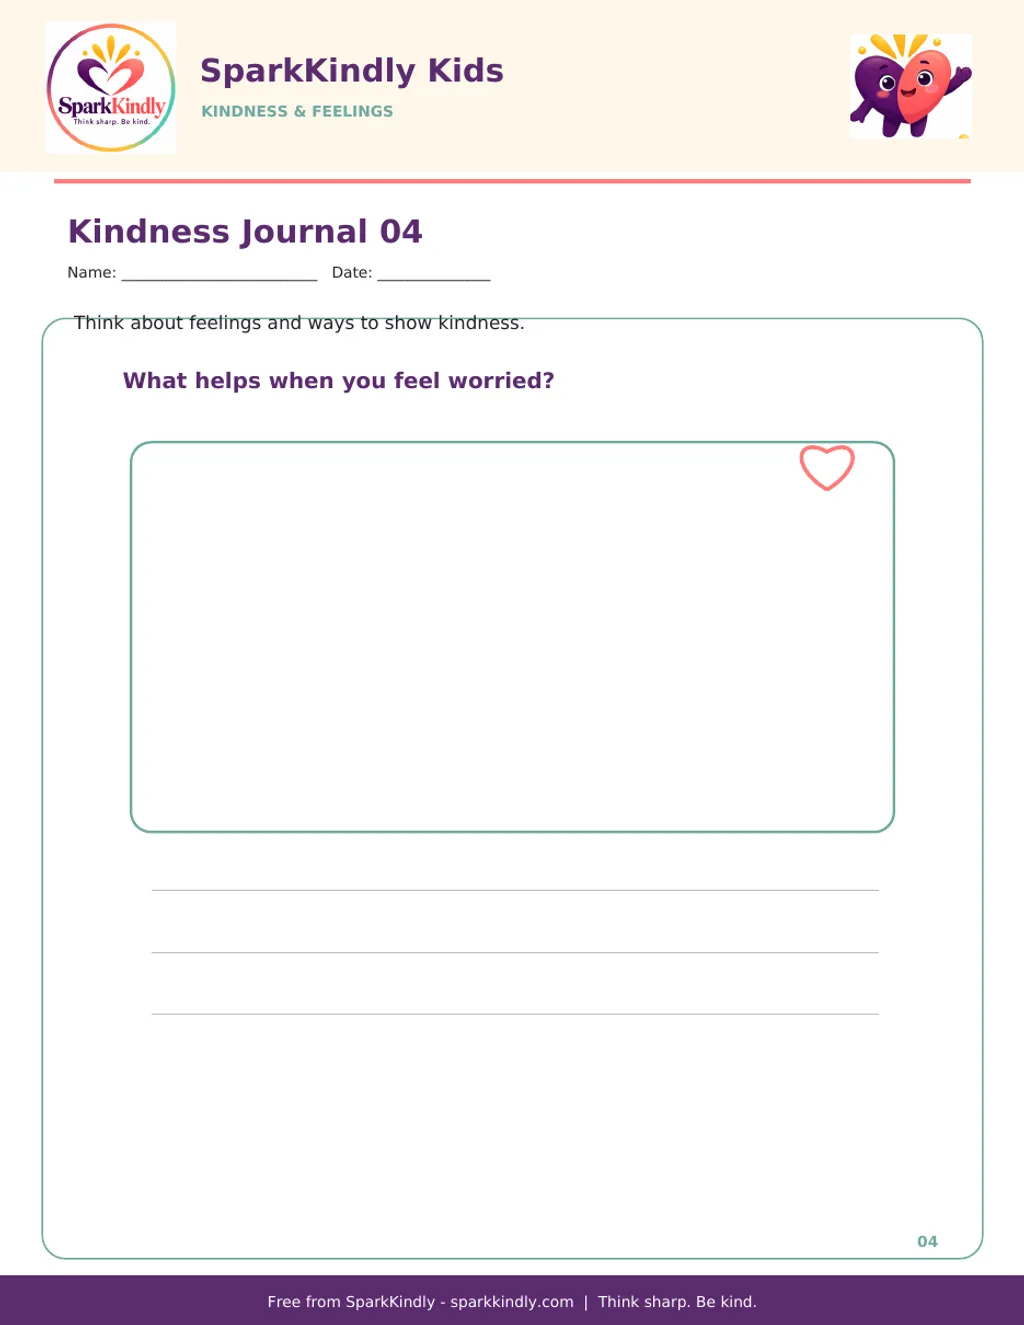 SparkKindly
Think sharp. Be kind.
SparkKindly Kids
KINDNESS & FEELINGS
Kindness Journal 04
Name: __________________________ Date: _______________
Think about feelings and ways to show kindness.
What helps when you feel worried?
04
Free from SparkKindly - sparkkindly.com | Think sharp. Be kind.